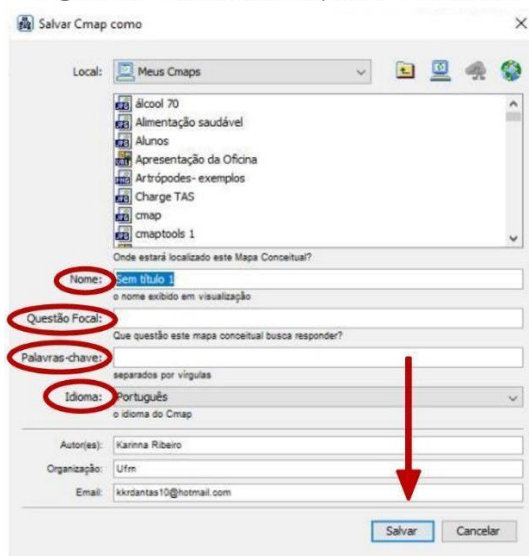 Salvar Cmap como
Local: Meus Cmaps
álcool 70
Alimentação saudável
Alunos
Apresentação da Oficina
Artrópodes- exemplos
Charge TAS
cmap
cmaptools 1
Onde estará localizado este Mapa Conceitual?
Nome: Sem título 1
o nome exibido em visualização
Questão Focal:
Que questão este mapa conceitual busca responder?
Palavras-chave:
separados por vírgulas
Idioma: Português
o idioma do Cmap
Autor(es): Karinna Ribeiro
Organização: Ufrn
Email: kkrdantas10@hotmail.com
Salvar Cancelar